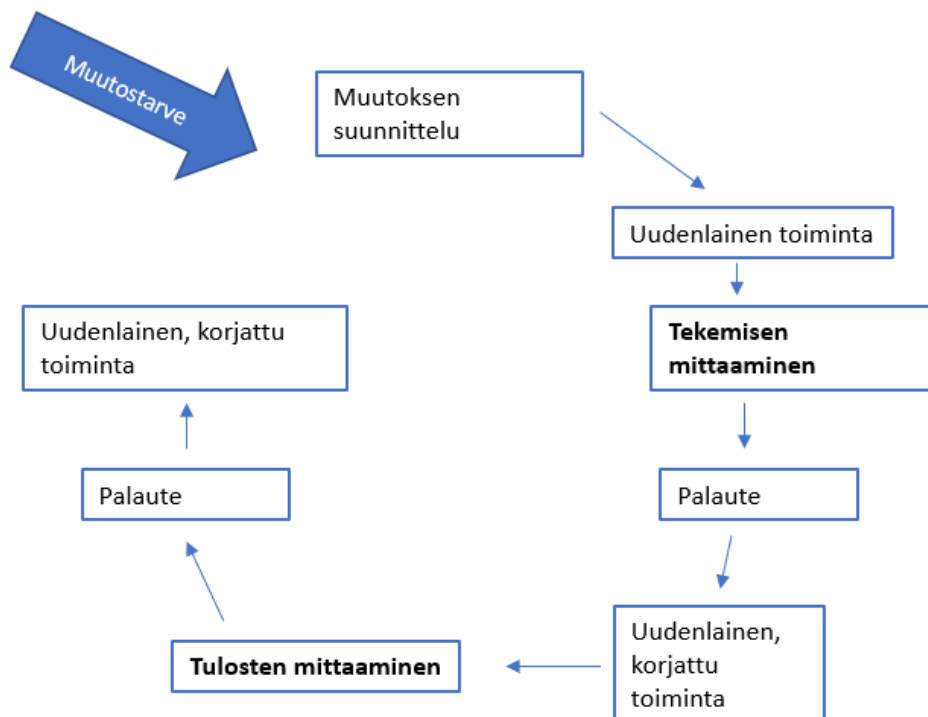 Muutostarve
Muutoksen
suunnittelu
Uudenlainen toiminta
Tekemisen
mittaaminen
Palaute
Uudenlainen,
korjattu
toiminta
Tulosten mittaaminen
Palaute
Uudenlainen, korjattu
toiminta